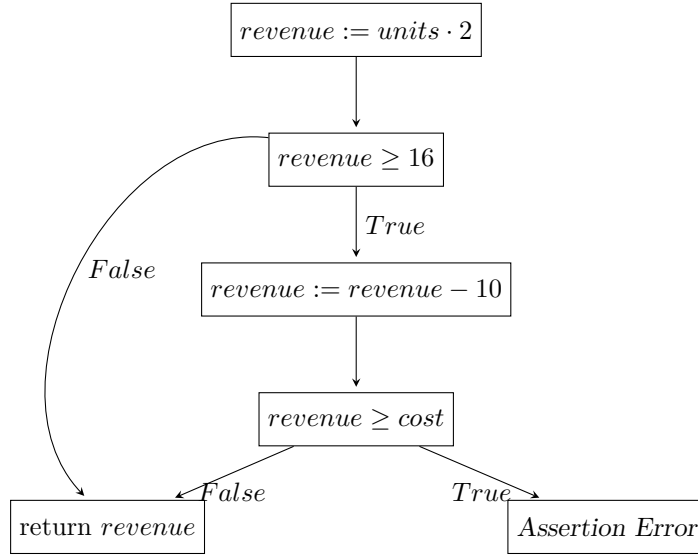 revenue := units · 2
revenue ≥ 16
True
False
revenue := revenue − 10
revenue ≥ cost
False
True
return revenue
Assertion Error